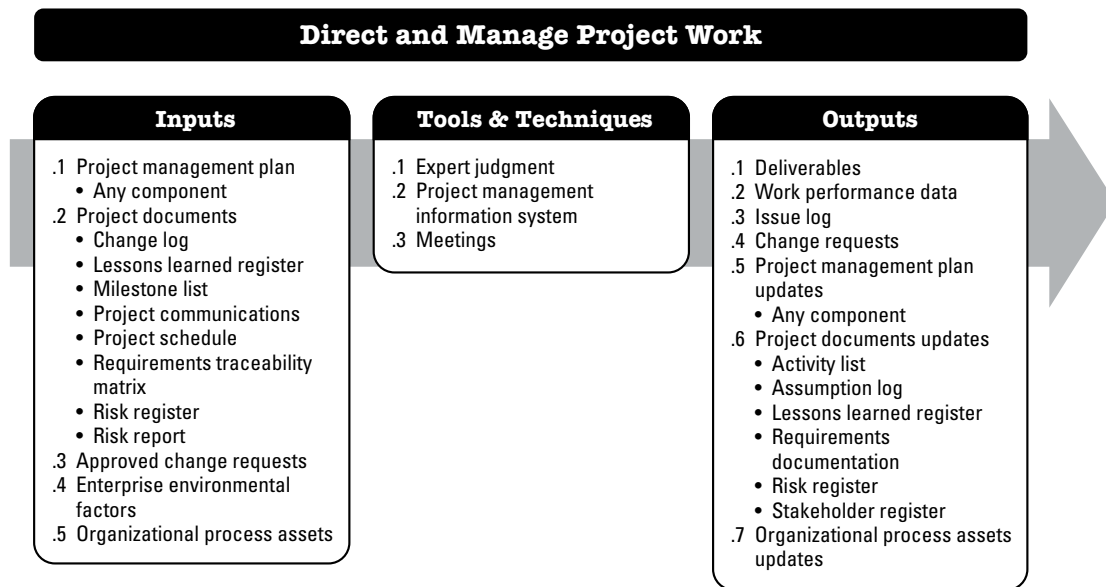 Direct and Manage Project Work
Inputs
.1 Project management plan
• Any component
.2 Project documents
• Change log
• Lessons learned register
• Milestone list
• Project communications
• Project schedule
• Requirements traceability
matrix
• Risk register
• Risk report
.3 Approved change requests
.4 Enterprise environmental
factors
.5 Organizational process assets
Tools & Techniques
.1 Expert judgment
.2 Project management
information system
.3 Meetings
Outputs
.1 Deliverables
.2 Work performance data
.3 Issue log
.4 Change requests
.5 Project management plan
updates
• Any component
.6 Project documents updates
• Activity list
• Assumption log
• Lessons learned register
• Requirements
documentation
• Risk register
• Stakeholder register
.7 Organizational process assets
updates